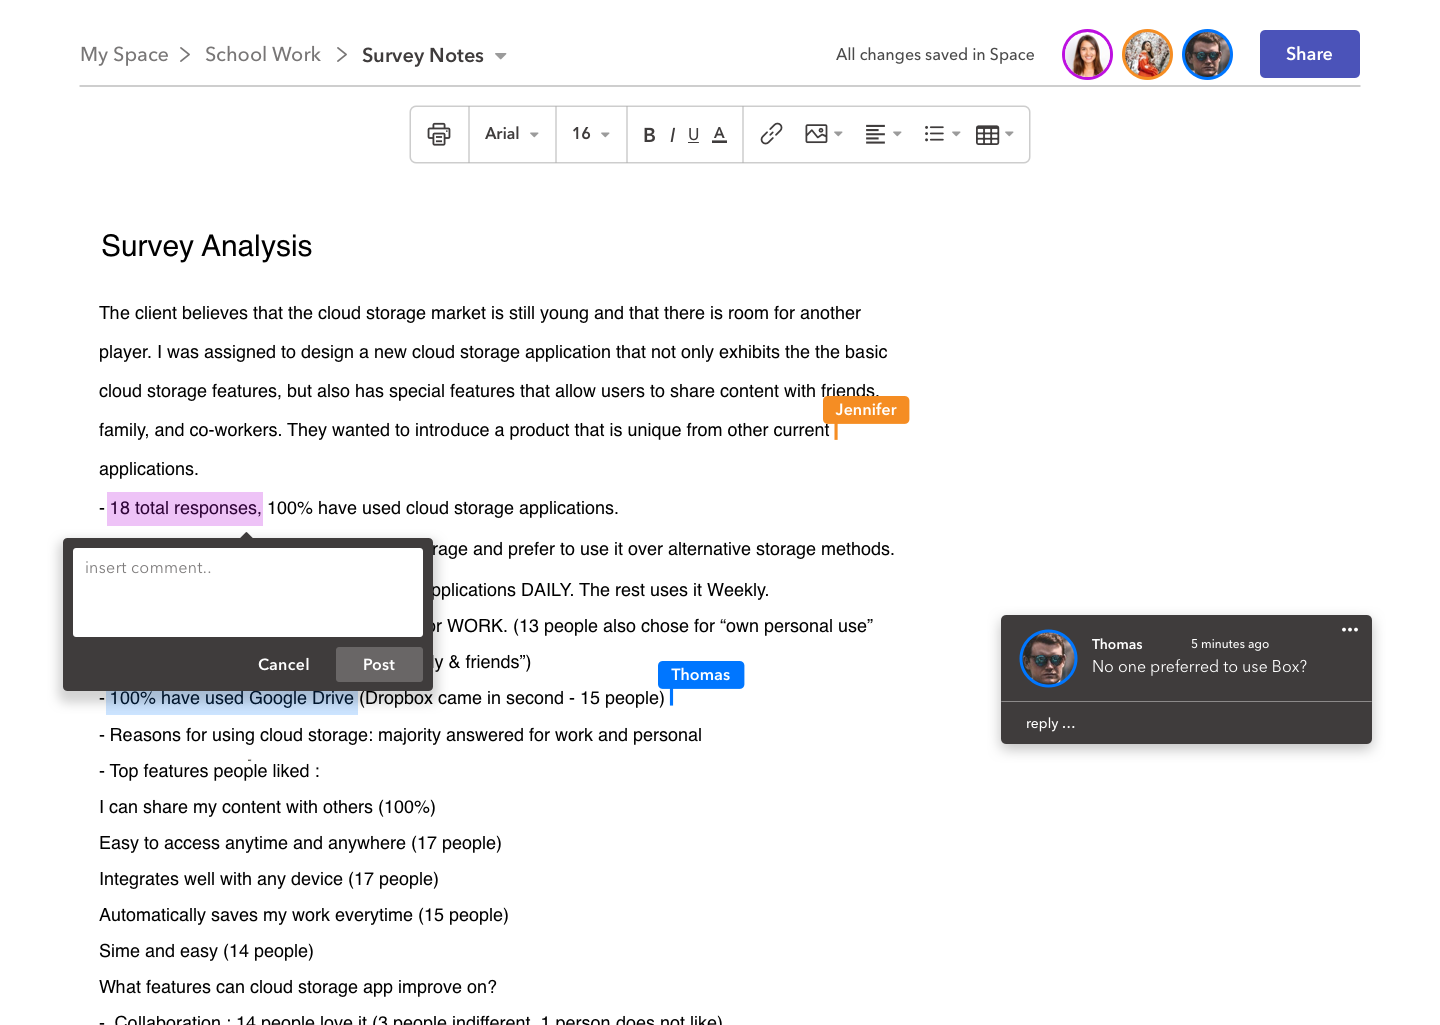 My Space > School Work > Survey Notes
All changes saved in Space
Share
Arial 16 B I U A
Survey Analysis
The client believes that the cloud storage market is still young and that there is room for another
player. I was assigned to design a new cloud storage application that not only exhibits the the basic
cloud storage features, but also has special features that allow users to share content with friends,
Jennifer
family, and co-workers. They wanted to introduce a product that is unique from other current
applications.
- 18 total responses, 100% have used cloud storage applications.
insert comment..
Cancel Post
rage and prefer to use it over alternative storage methods.
pplications DAILY. The rest uses it Weekly.
or WORK. (13 people also chose for “own personal use”
y & friends”)
Thomas
- 100% have used Google Drive (Dropbox came in second - 15 people)
Thomas 5 minutes ago
No one preferred to use Box?
reply ...
- Reasons for using cloud storage: majority answered for work and personal
- Top features people liked :
I can share my content with others (100%)
Easy to access anytime and anywhere (17 people)
Integrates well with any device (17 people)
Automatically saves my work everytime (15 people)
Sime and easy (14 people)
What features can cloud storage app improve on?
- Collaboration : 14 people love it (3 people indifferent, 1 person does not like)